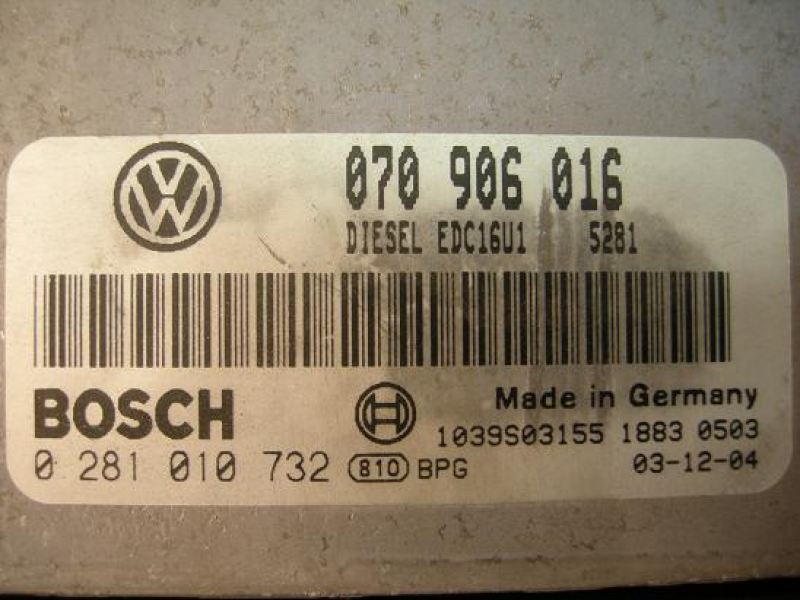 070 906 016
DIESEL EDC16U1 5281
BOSCH
Made in Germany
1039S03155 1883 0503
0 281 010 732 810 BPG
03-12-04